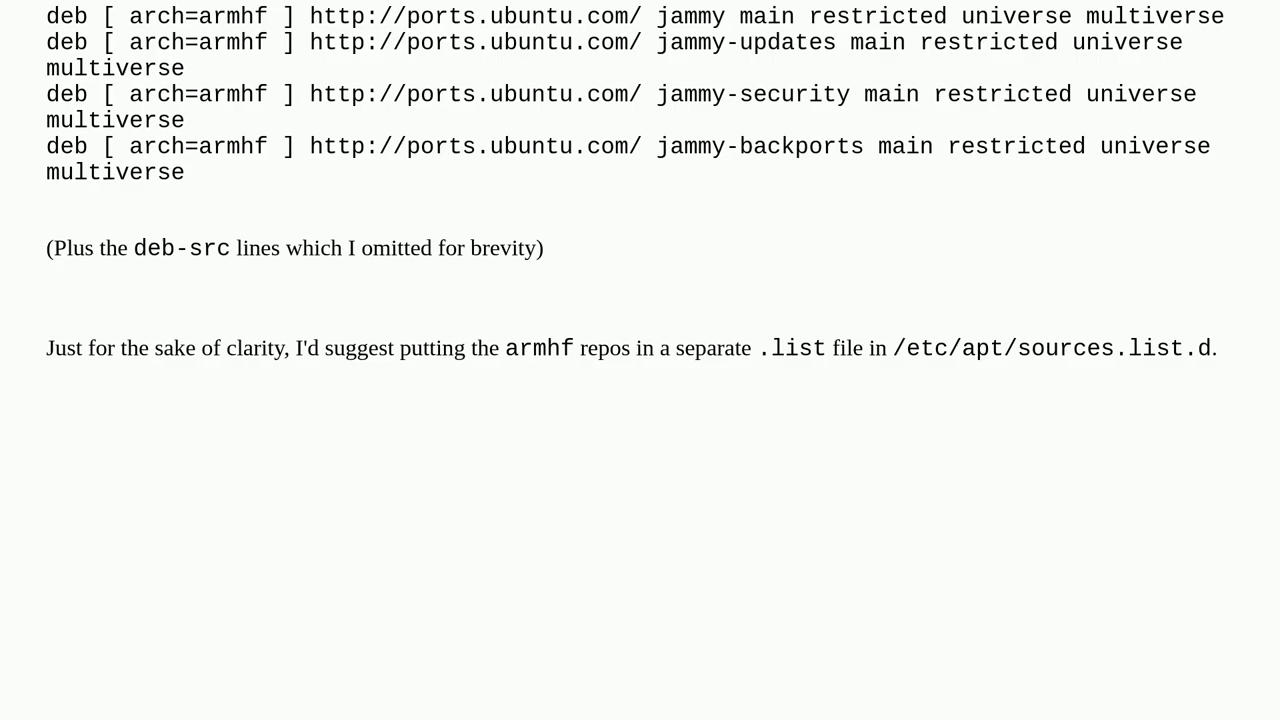 deb [ arch=armhf ] http://ports.ubuntu.com/ jammy main restricted universe multiverse
deb [ arch=armhf ] http://ports.ubuntu.com/ jammy-updates main restricted universe
multiverse
deb [ arch=armhf ] http://ports.ubuntu.com/ jammy-security main restricted universe
multiverse
deb [ arch=armhf ] http://ports.ubuntu.com/ jammy-backports main restricted universe
multiverse
(Plus the deb-src lines which I omitted for brevity)
Just for the sake of clarity, I'd suggest putting the armhf repos in a separate .list file in /etc/apt/sources.list.d.